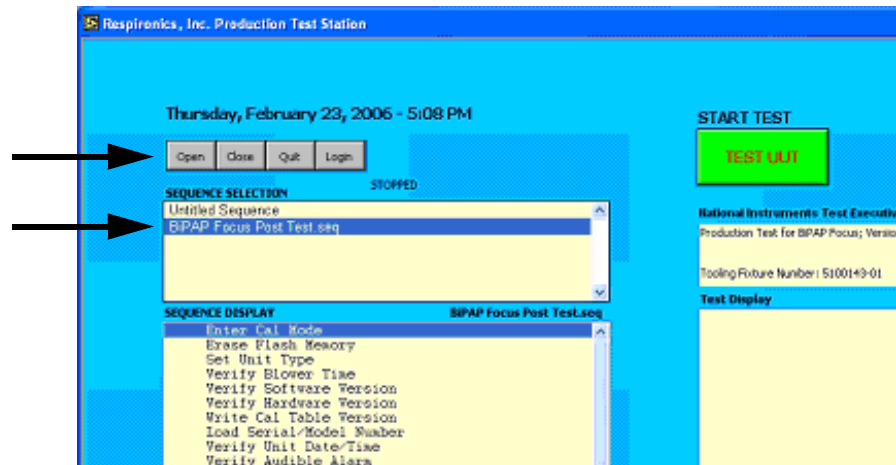 Respironics, Inc. Production Test Station
Thursday, February 23, 2006 - 5:08 PM
START TEST
Open Close Quit Login
TEST UUT
STOPPED
SEQUENCE SELECTION
Untitled Sequence
BiPAP Focus Post Test.seq
National Instruments Test Executiv
Production Test for BiPAP Focus; Versio
Tooling Fixture Number: 5100149-01
SEQUENCE DISPLAY BiPAP Focus Post Test.seq
Test Display
Enter Cal Mode
Erase Flash Memory
Set Unit Type
Verify Blower Time
Verify Software Version
Verify Hardware Version
Write Cal Table Version
Load Serial/Model Number
Verify Unit Date/Time
Verify Audible Alarm